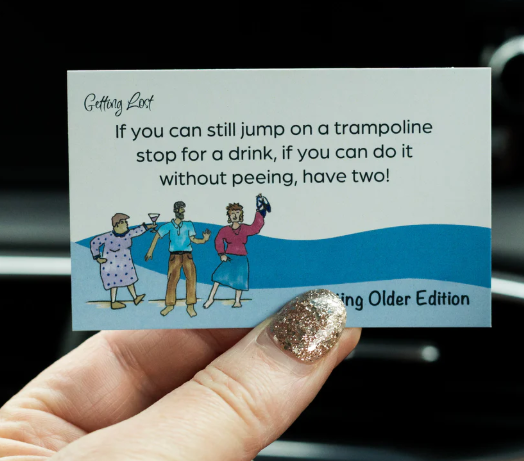 Getting Lost
If you can still jump on a trampoline
stop for a drink, if you can do it
without peeing, have two!
Older Edition